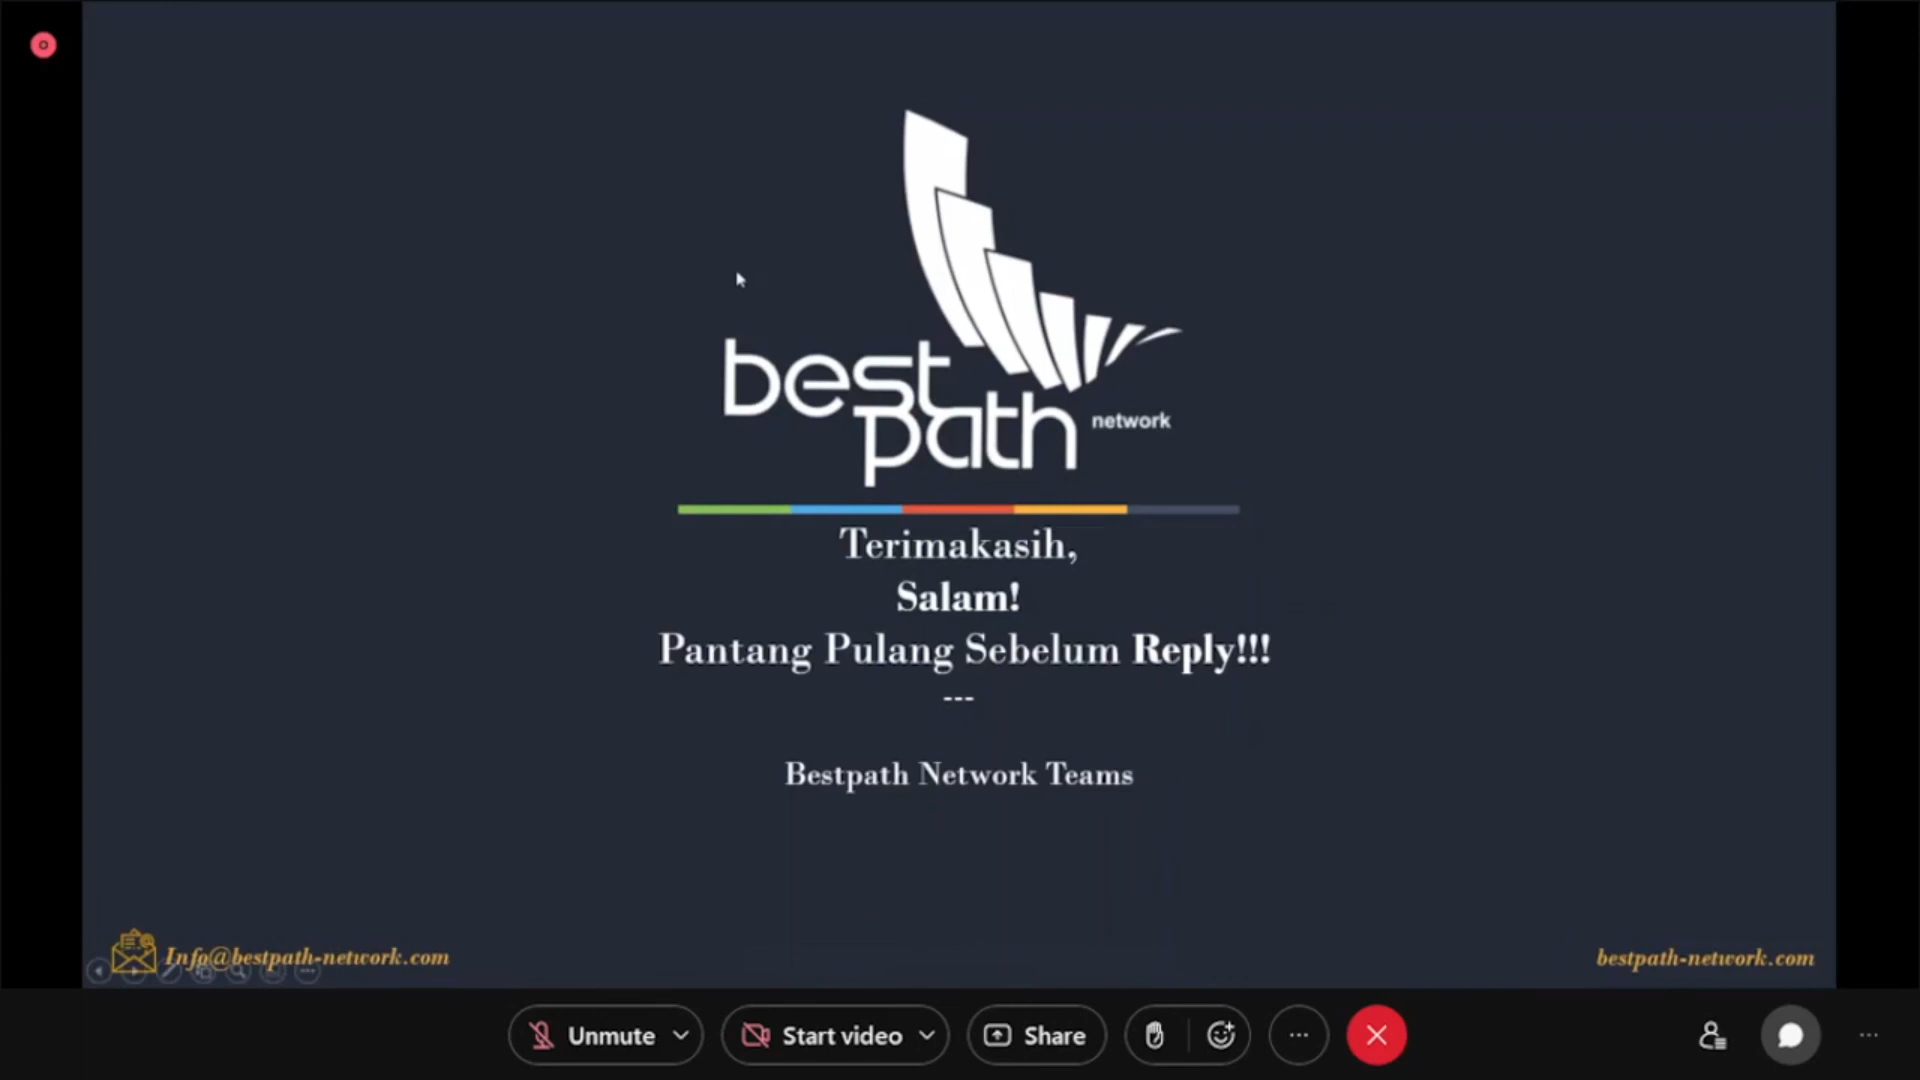 best
path network
Terimakasih,
Salam!
Pantang Pulang Sebelum Reply!!!
---
Bestpath Network Teams
Info@bestpath-network.com
bestpath-network.com
Unmute
Start video
Share